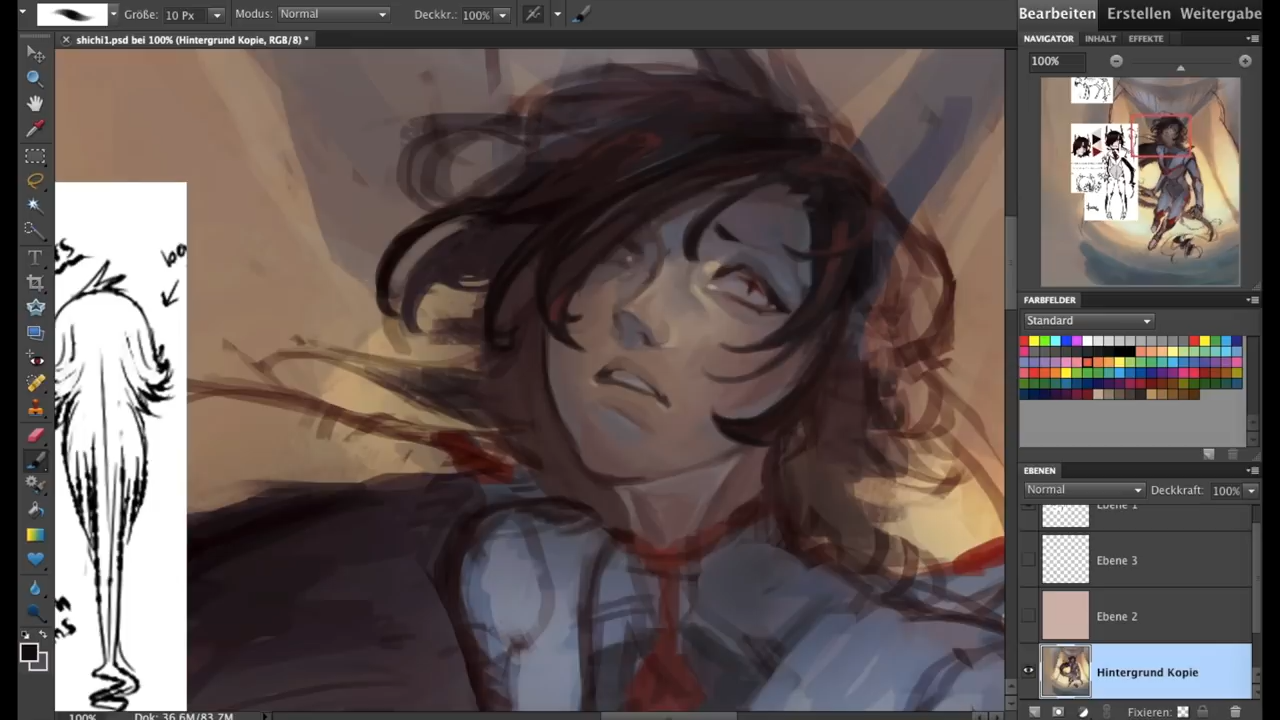 Größe: 10 Px Modus: Normal Deckkr.: 100%
Bearbeiten Erstellen Weitergabe
shichi1.psd bei 100% (Hintergrund Kopie, RGB/8) *
NAVIGATOR INHALT EFFEKTE
100%
FARBFELDER
Standard
EBENEN
Normal Deckkraft: 100%
Ebene 1
Ebene 3
Ebene 2
Hintergrund Kopie
Fixieren:
100% Dok: 36,6M/83,7M